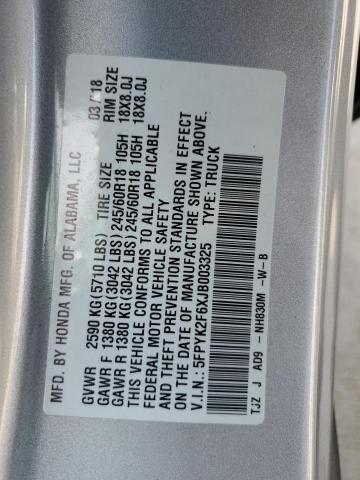 MFD. BY HONDA MFG. OF ALABAMA, LLC 03/18
GVWR 2590 KG (5710 LBS) TIRE SIZE RIM SIZE
GAWR F 1380 KG (3042 LBS) 245/60R18 105H 18X8.0J
GAWR R 1380 KG (3042 LBS) 245/60R18 105H 18X8.0J
THIS VEHICLE CONFORMS TO ALL APPLICABLE
FEDERAL MOTOR VEHICLE SAFETY
AND THEFT PREVENTION STANDARDS IN EFFECT
ON THE DATE OF MANUFACTURE SHOWN ABOVE.
V.I.N.: 5FPYK2F6XJB003325 TYPE: TRUCK
TJZ J AD9 - NH830M -W-B